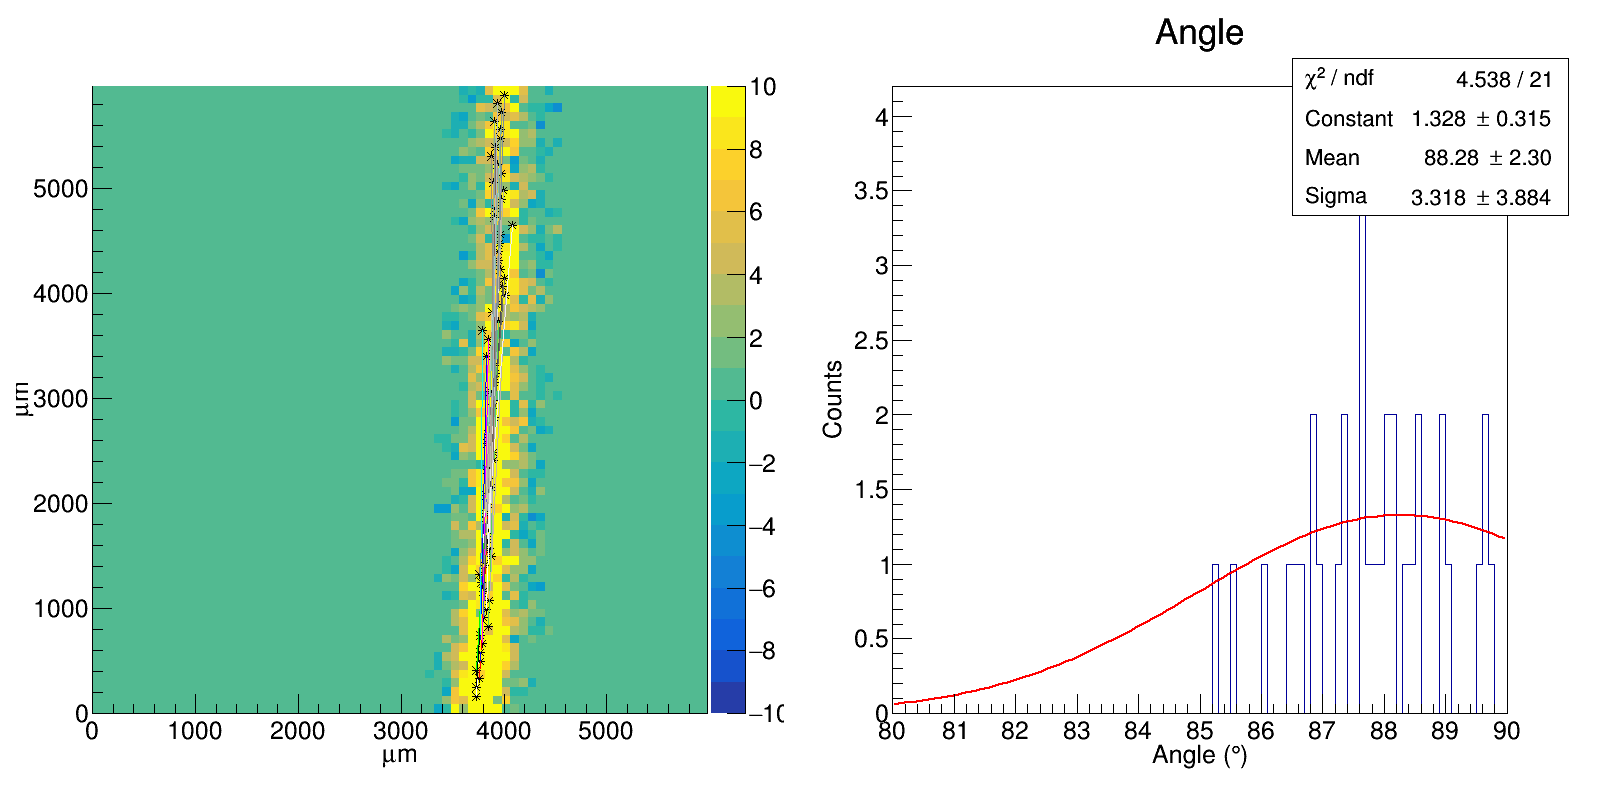 Angle
10
8
6
4
2
0
−2
−4
−6
−8
−10
5000
4000
3000
2000
1000
0
μm
0 1000 2000 3000 4000 5000
μm
χ² / ndf 4.538 / 21
Constant 1.328 ± 0.315
Mean 88.28 ± 2.30
Sigma 3.318 ± 3.884
4
3.5
3
2.5
2
1.5
1
0.5
0
Counts
80 81 82 83 84 85 86 87 88 89 90
Angle (°)